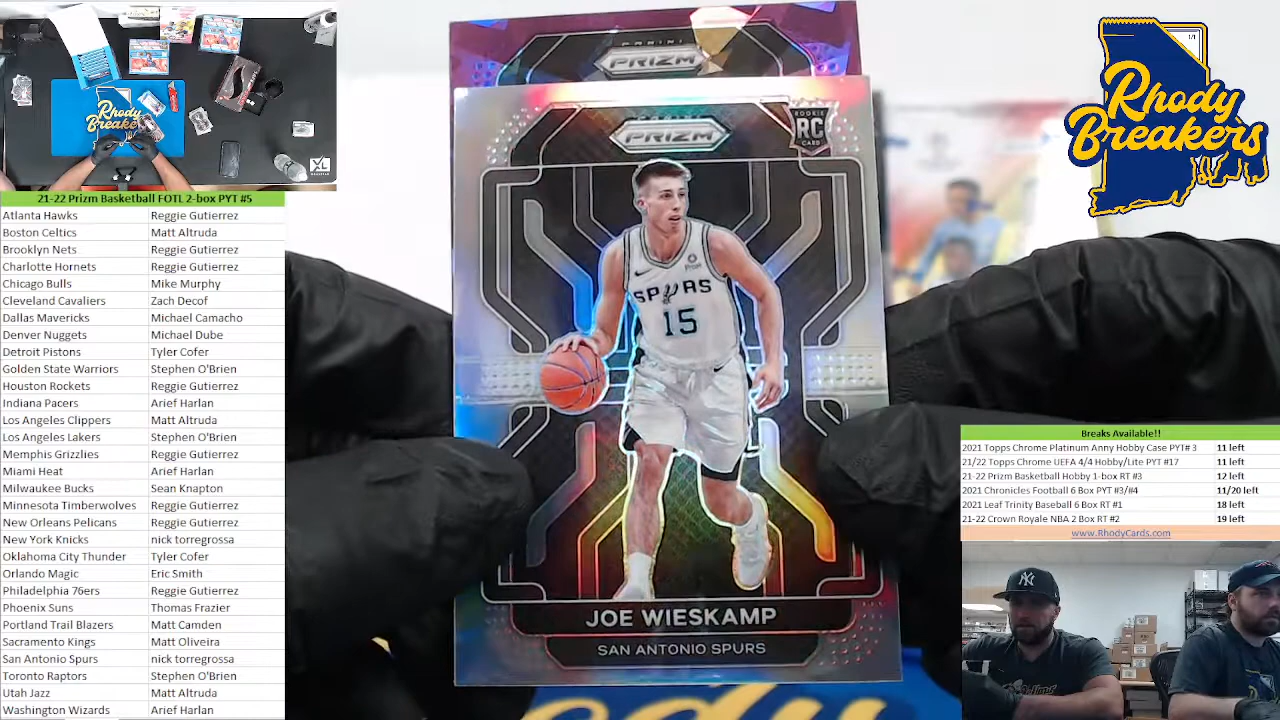 Rhody
Breakers
XL
21-22 Prizm Basketball FOTL 2-box PYT #5
Atlanta Hawks Reggie Gutierrez
Boston Celtics Matt Altruda
Brooklyn Nets Reggie Gutierrez
Charlotte Hornets Reggie Gutierrez
Chicago Bulls Mike Murphy
Cleveland Cavaliers Zach Decof
Dallas Mavericks Michael Camacho
Denver Nuggets Michael Dube
Detroit Pistons Tyler Cofer
Golden State Warriors Stephen O'Brien
Houston Rockets Reggie Gutierrez
Indiana Pacers Arief Harlan
Los Angeles Clippers Matt Altruda
Los Angeles Lakers Stephen O'Brien
Memphis Grizzlies Reggie Gutierrez
Miami Heat Arief Harlan
Milwaukee Bucks Sean Knapton
Minnesota Timberwolves Reggie Gutierrez
New Orleans Pelicans Reggie Gutierrez
New York Knicks nick torregrossa
Oklahoma City Thunder Tyler Cofer
Orlando Magic Eric Smith
Philadelphia 76ers Reggie Gutierrez
Phoenix Suns Thomas Frazier
Portland Trail Blazers Matt Camden
Sacramento Kings Matt Oliveira
San Antonio Spurs nick torregrossa
Toronto Raptors Stephen O'Brien
Utah Jazz Matt Altruda
Washington Wizards Arief Harlan
PANINI
PRIZM
PANINI
PRIZM
ROOKIE
RC
CARD
SPURS
15
JOE WIESKAMP
SAN ANTONIO SPURS
Rhody
1/1
Rhody
Breakers
Breaks Available!!
2021 Topps Chrome Platinum Anny Hobby Case PYT# 3 11 left
21/22 Topps Chrome UEFA 4/4 Hobby/Lite PYT #17 11 left
21-22 Prizm Basketball Hobby 1-box RT #3 12 left
2021 Chronicles Football 6 Box PYT #3/#4 11/20 left
2021 Leaf Trinity Baseball 6 Box RT #1 18 left
21-22 Crown Royale NBA 2 Box RT #2 19 left
www.RhodyCards.com